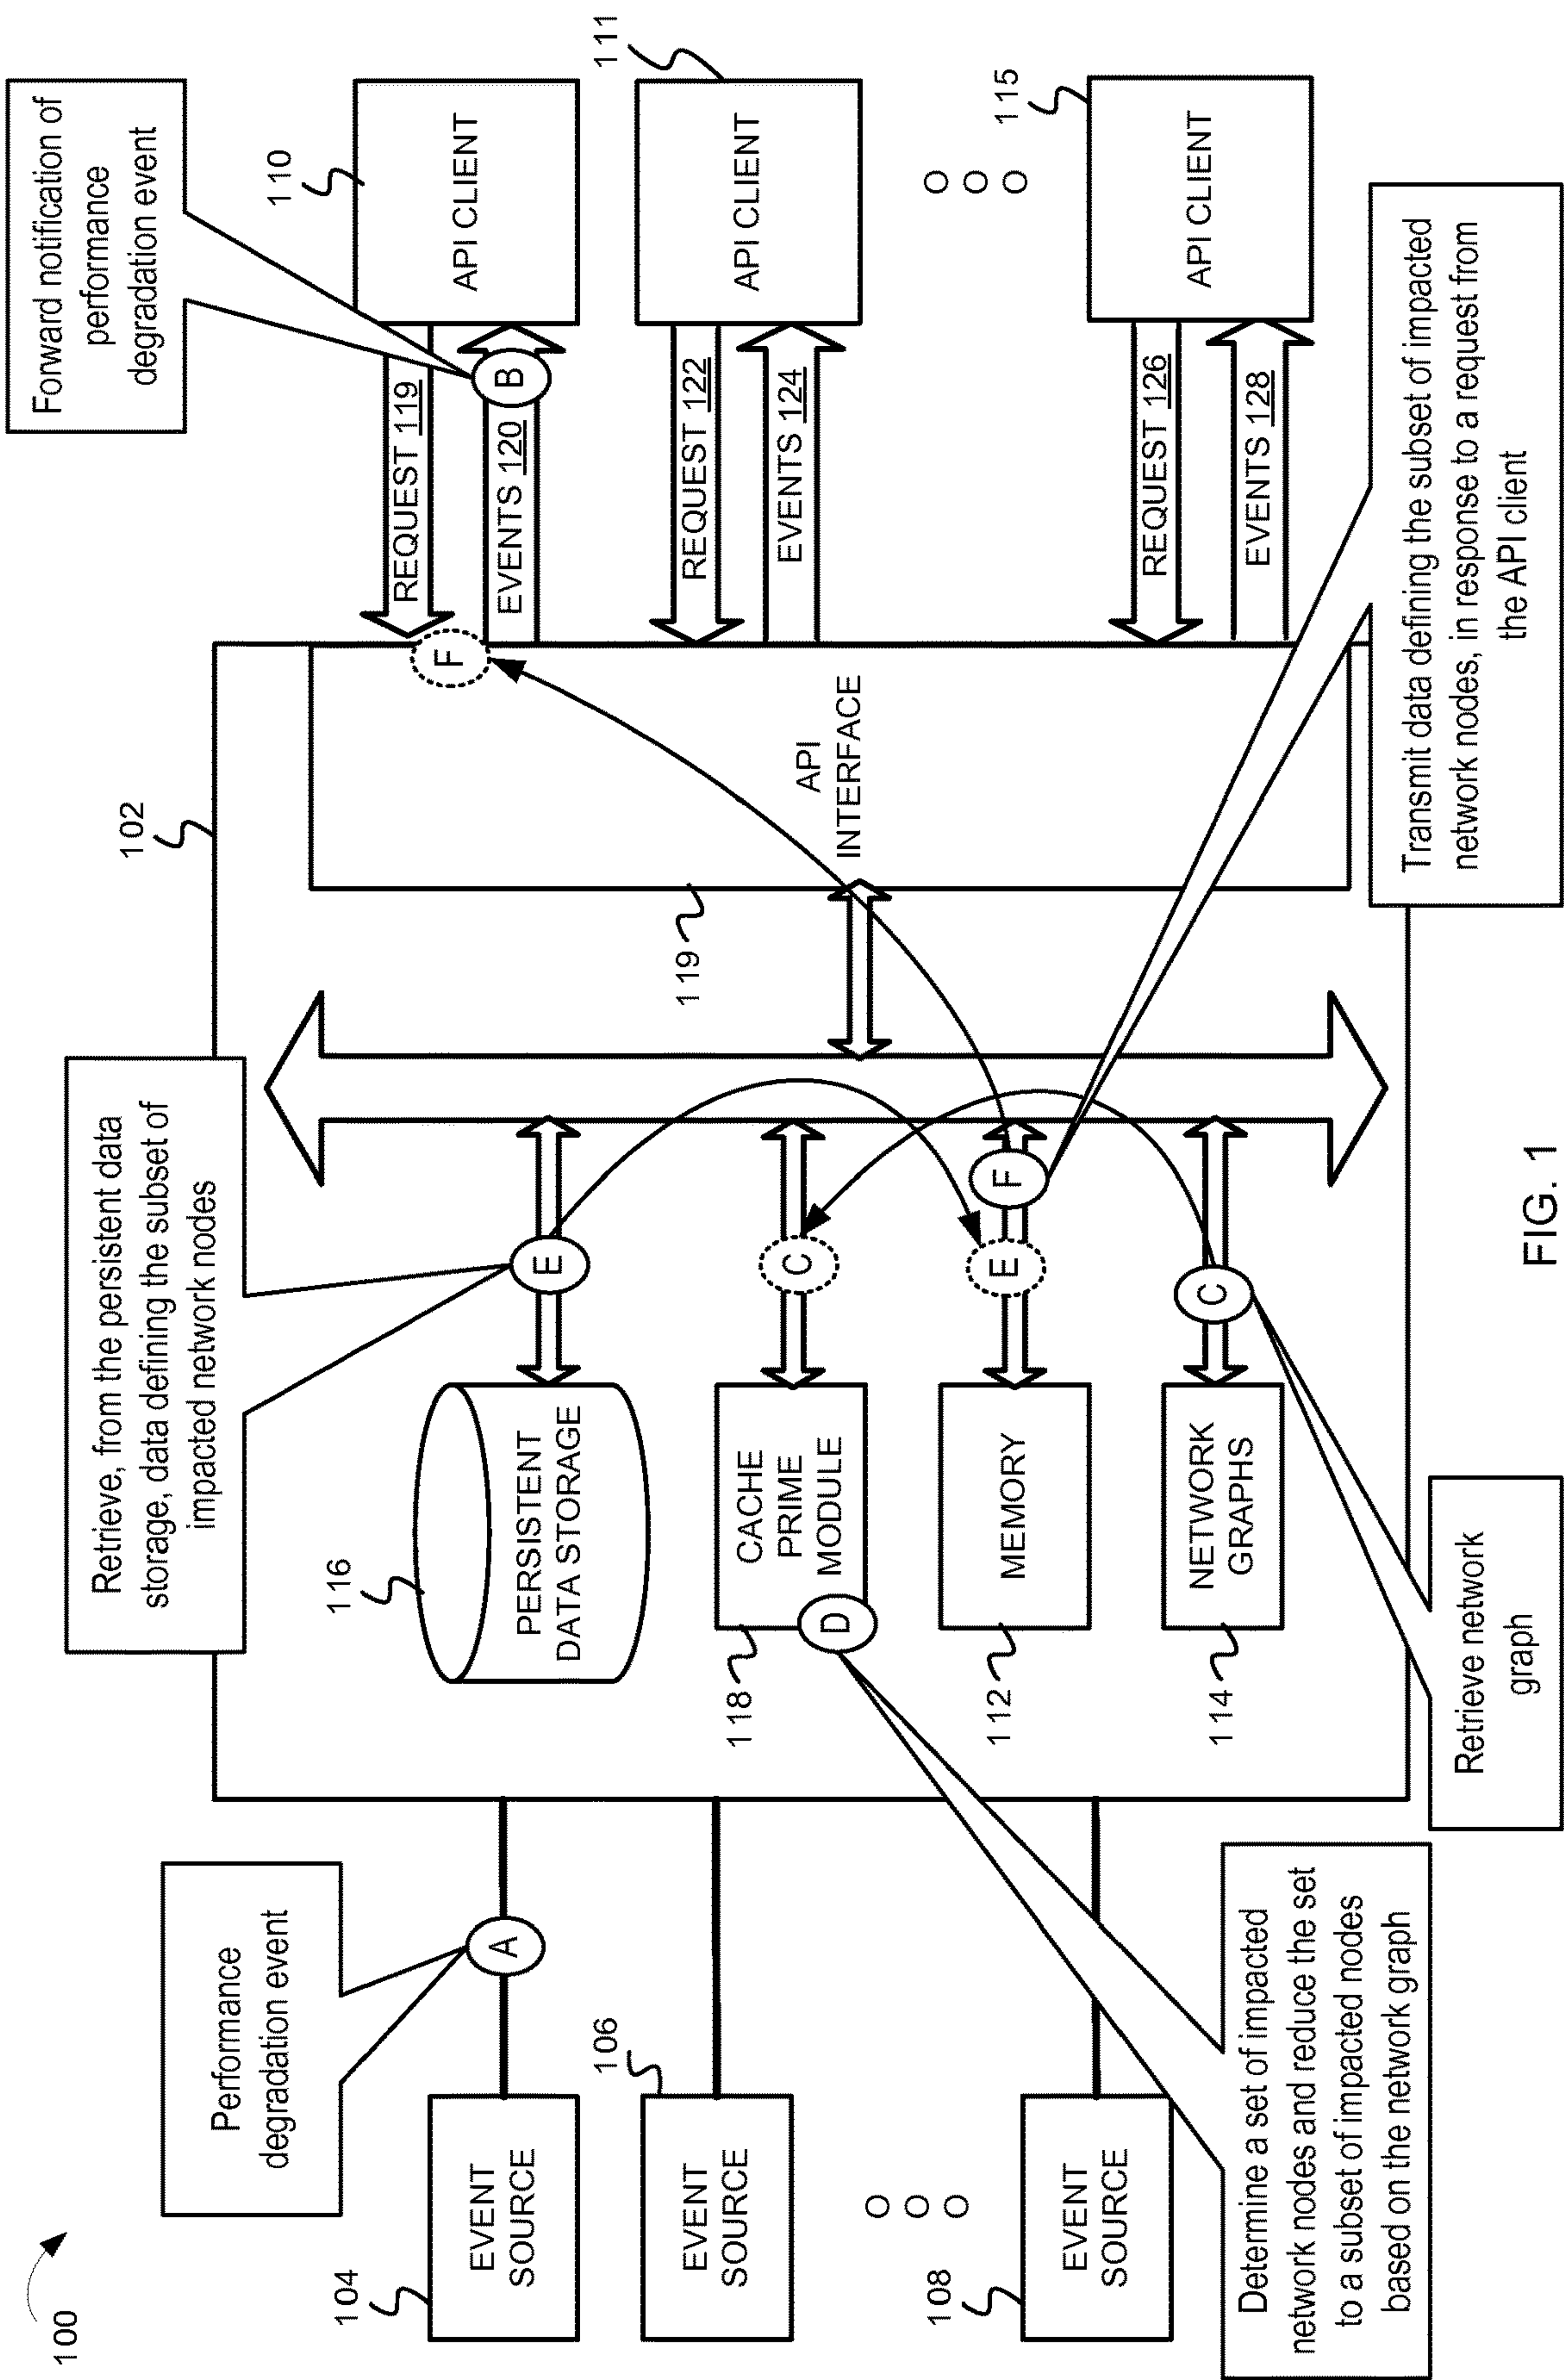 100
Performance
degradation event
A
104
EVENT
SOURCE
106
EVENT
SOURCE
108
EVENT
SOURCE
Determine a set of impacted
network nodes and reduce the set
to a subset of impacted nodes
based on the network graph
102
Retrieve, from the persistent data
storage, data defining the subset of
impacted network nodes
116
PERSISTENT
DATA STORAGE
E
118
CACHE
PRIME
MODULE
D
C
112
MEMORY
E
F
114
NETWORK
GRAPHS
C
Retrieve network
graph
119
API
INTERFACE
F
Forward notification of
performance
degradation event
REQUEST 119
EVENTS 120
B
110
API CLIENT
REQUEST 122
EVENTS 124
111
API CLIENT
REQUEST 126
EVENTS 128
115
API CLIENT
Transmit data defining the subset of impacted
network nodes, in response to a request from
the API client
FIG. 1